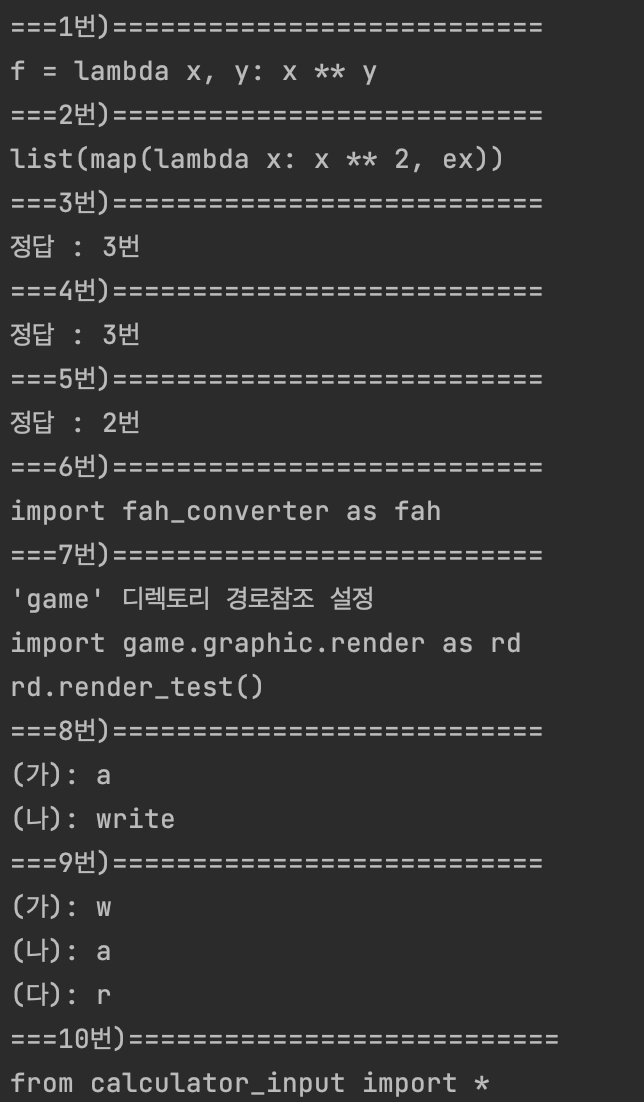 ===1번)===========================
f = lambda x, y: x ** y
===2번)===========================
list(map(lambda x: x ** 2, ex))
===3번)===========================
정답 : 3번
===4번)===========================
정답 : 3번
===5번)===========================
정답 : 2번
===6번)===========================
import fah_converter as fah
===7번)===========================
'game' 디렉토리 경로참조 설정
import game.graphic.render as rd
rd.render_test()
===8번)===========================
(가): a
(나): write
===9번)===========================
(가): w
(나): a
(다): r
===10번)===========================
from calculator_input import *